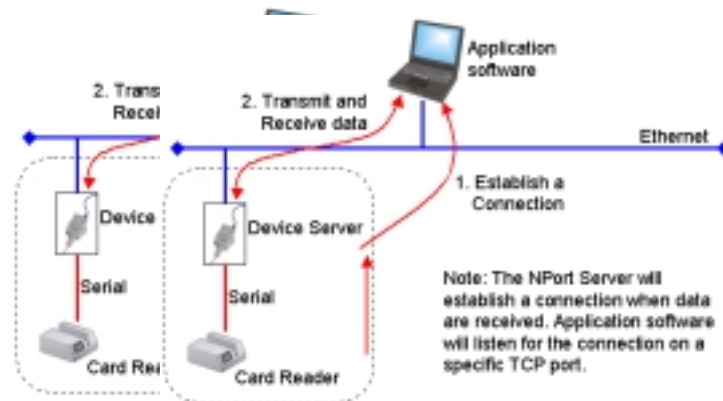 Application
software
2. Trans
Recei
2. Transmit and
Receive data
Ethernet
1. Establish a
Connection
Device
Device Server
Serial
Serial
Note: The NPort Server will
establish a connection when data
are received. Application software
will listen for the connection on a
specific TCP port.
Card Rea
Card Reader